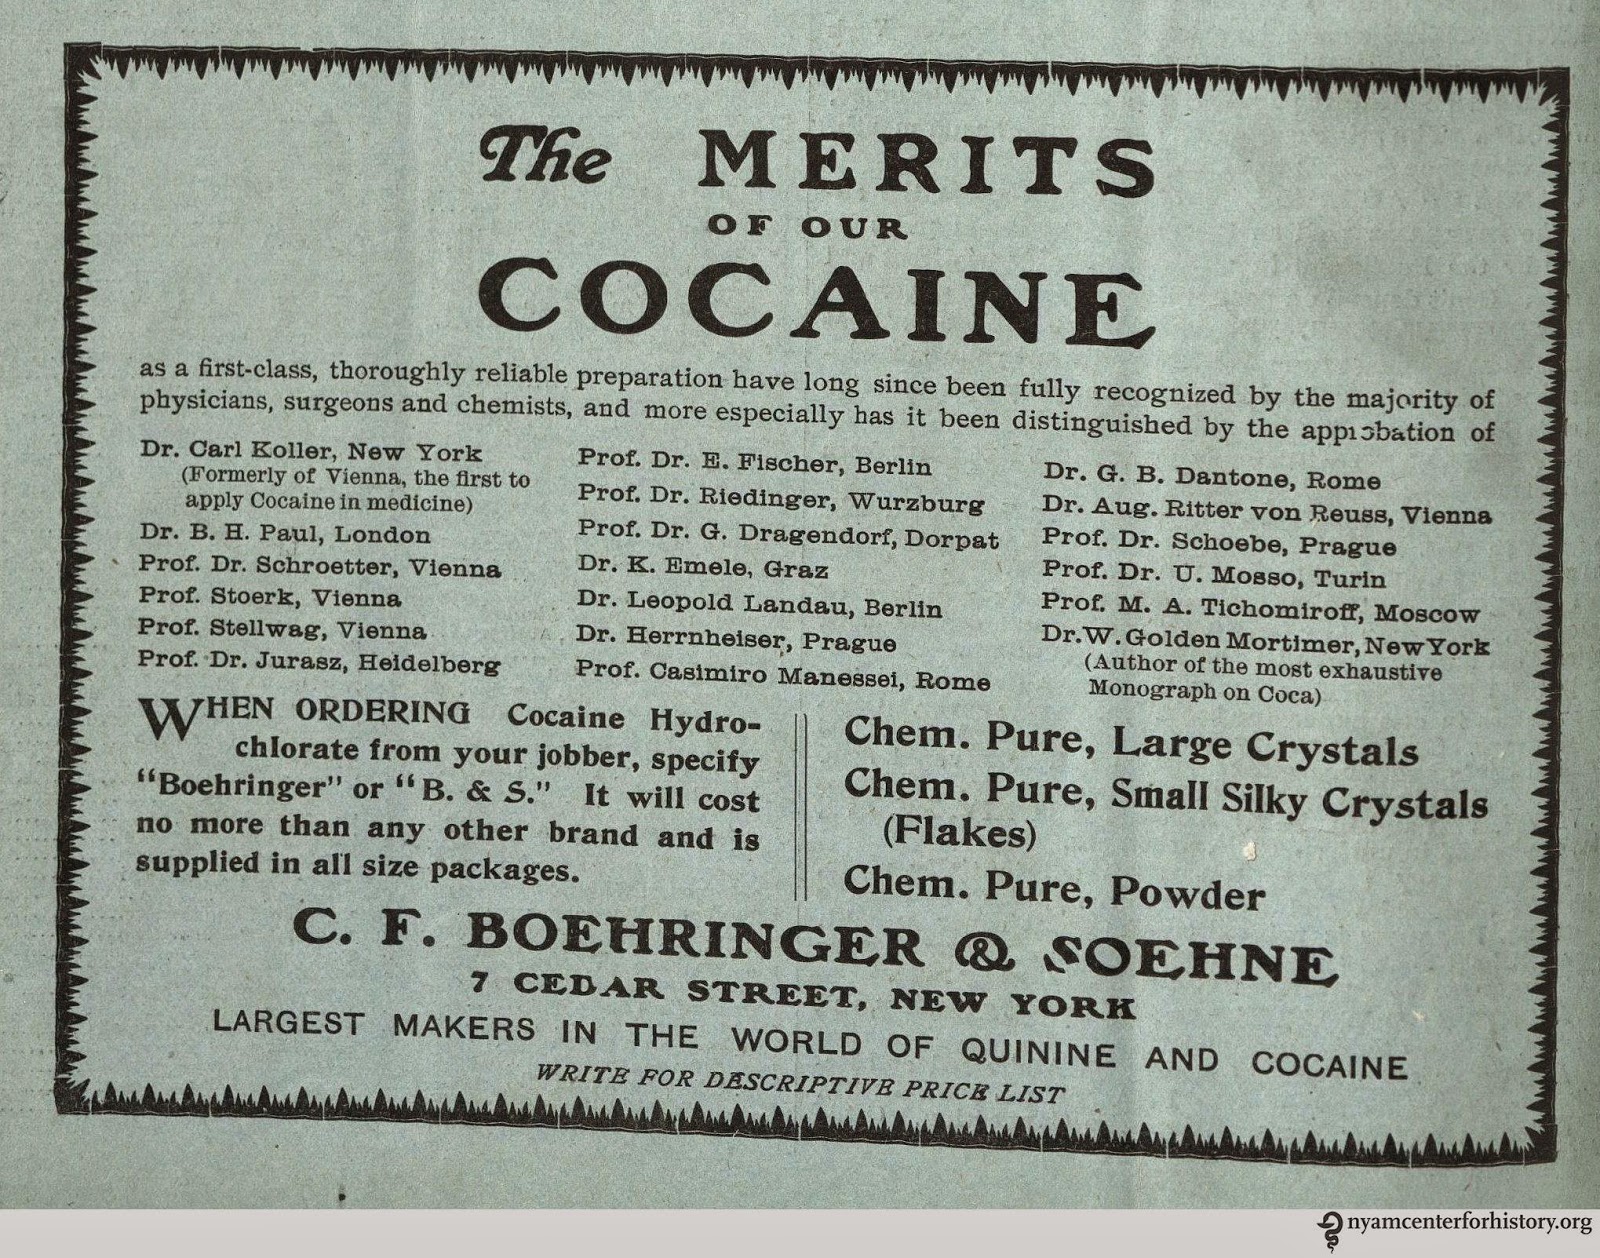 The MERITS
OF OUR
COCAINE
as a first-class, thoroughly reliable preparation have long since been fully recognized by the majority of
physicians, surgeons and chemists, and more especially has it been distinguished by the approbation of
Dr. Carl Koller, New York
(Formerly of Vienna, the first to
apply Cocaine in medicine)
Dr. B. H. Paul, London
Prof. Dr. Schroetter, Vienna
Prof. Stoerk, Vienna
Prof. Stellwag, Vienna
Prof. Dr. Jurasz, Heidelberg
Prof. Dr. E. Fischer, Berlin
Prof. Dr. Riedinger, Wurzburg
Prof. Dr. G. Dragendorf, Dorpat
Dr. K. Emele, Graz
Dr. Leopold Landau, Berlin
Dr. Herrnheiser, Prague
Prof. Casimiro Manessei, Rome
Dr. G. B. Dantone, Rome
Dr. Aug. Ritter von Reuss, Vienna
Prof. Dr. Schoebe, Prague
Prof. Dr. U. Mosso, Turin
Prof. M. A. Tichomiroff, Moscow
Dr. W. Golden Mortimer, New York
(Author of the most exhaustive
Monograph on Coca)
WHEN ORDERING Cocaine Hydro-
chlorate from your jobber, specify
"Boehringer" or "B. & S." It will cost
no more than any other brand and is
supplied in all size packages.
Chem. Pure, Large Crystals
Chem. Pure, Small Silky Crystals
(Flakes)
Chem. Pure, Powder
C. F. BOEHRINGER & SOEHNE
7 CEDAR STREET, NEW YORK
LARGEST MAKERS IN THE WORLD OF QUININE AND COCAINE
WRITE FOR DESCRIPTIVE PRICE LIST
nyamcenterforhistory.org